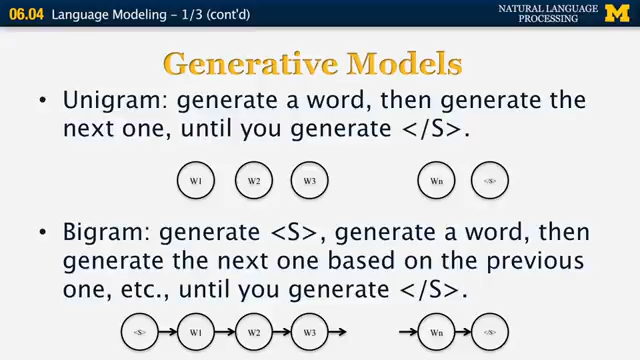 06.04 Language Modeling - 1/3 (cont'd)
NATURAL LANGUAGE
PROCESSING
M
Generative Models
• Unigram: generate a word, then generate the
next one, until you generate </S>.
W1 W2 W3 Wn </S>
• Bigram: generate <S>, generate a word, then
generate the next one based on the previous
one, etc., until you generate </S>.
<S> W1 W2 W3 Wn </S>